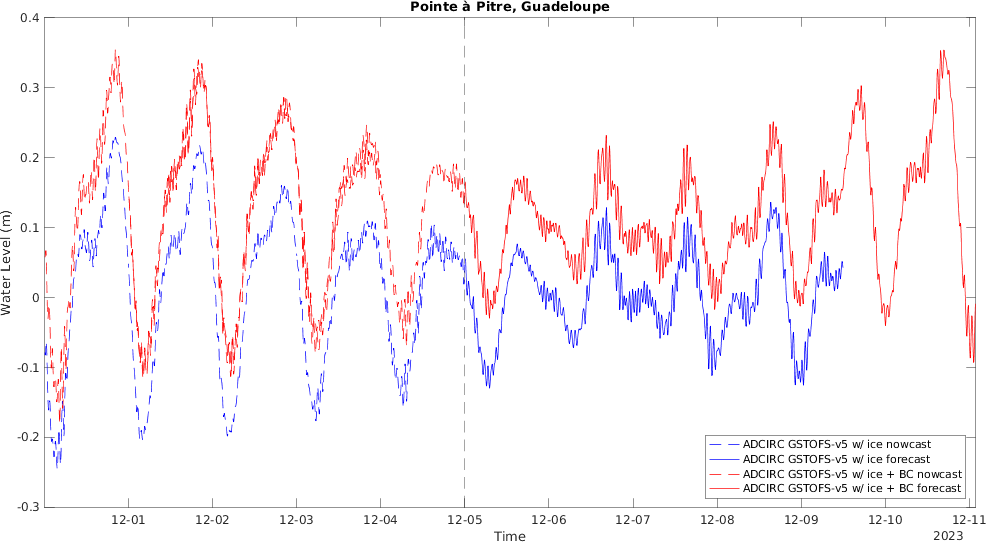 Pointe à Pitre, Guadeloupe
Water Level (m)
0.4
0.3
0.2
0.1
0
-0.1
-0.2
-0.3
12-01 12-02 12-03 12-04 12-05 12-06 12-07 12-08 12-09 12-10 12-11
Time
2023
ADCIRC GSTOFS-v5 w/ ice nowcast
ADCIRC GSTOFS-v5 w/ ice forecast
ADCIRC GSTOFS-v5 w/ ice + BC nowcast
ADCIRC GSTOFS-v5 w/ ice + BC forecast